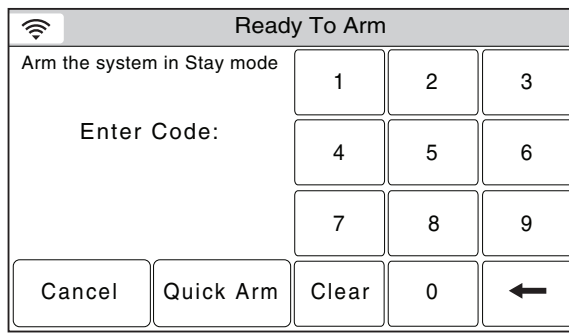 Ready To Arm
Arm the system in Stay mode
Enter Code:
1 2 3
4 5 6
7 8 9
Cancel Quick Arm Clear 0